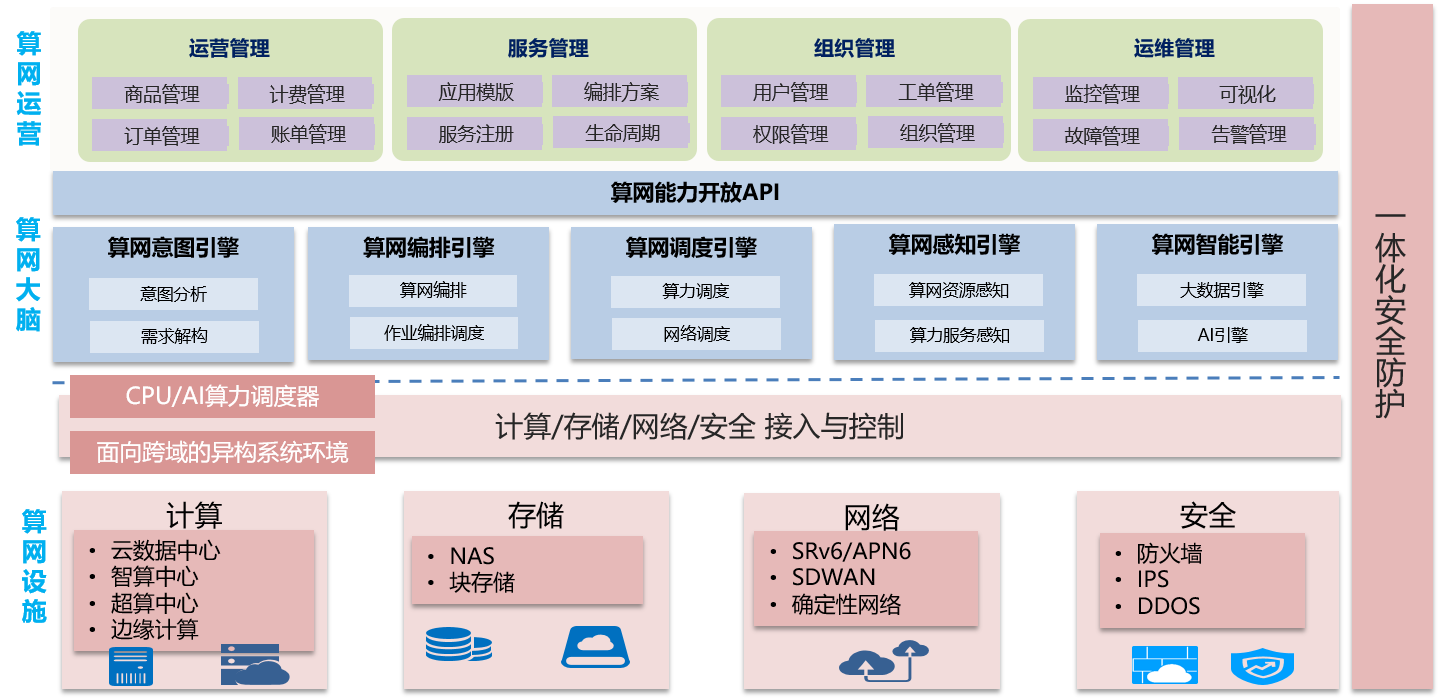 算网运营
运营管理
商品管理
计费管理
订单管理
账单管理
服务管理
应用模版
编排方案
服务注册
生命周期
组织管理
用户管理
工单管理
权限管理
组织管理
运维管理
监控管理
可视化
故障管理
告警管理
算网能力开放API
算网大脑
算网意图引擎
意图分析
需求解构
算网编排引擎
算网编排
作业编排调度
算网调度引擎
算力调度
网络调度
算网感知引擎
算网资源感知
算力服务感知
算网智能引擎
大数据引擎
AI引擎
CPU/AI算力调度器
面向跨域的异构系统环境
计算/存储/网络/安全 接入与控制
算网设施
计算
• 云数据中心
• 智算中心
• 超算中心
• 边缘计算
存储
• NAS
• 块存储
网络
• SRv6/APN6
• SDWAN
• 确定性网络
安全
• 防火墙
• IPS
• DDOS
一体化安全防护